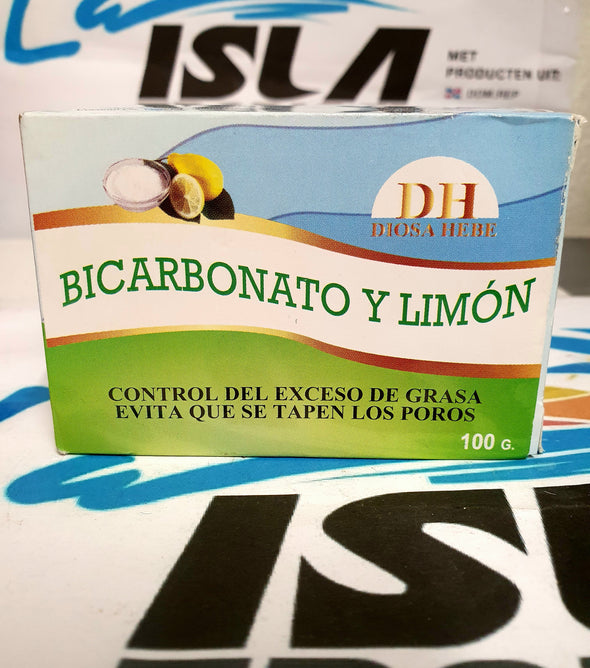 ISLA
MET
PRODUCTEN UIT:
DOM.REP
DH
DIOSA HEBE
BICARBONATO Y LIMÓN
CONTROL DEL EXCESO DE GRASA
EVITA QUE SE TAPEN LOS POROS
100 G.